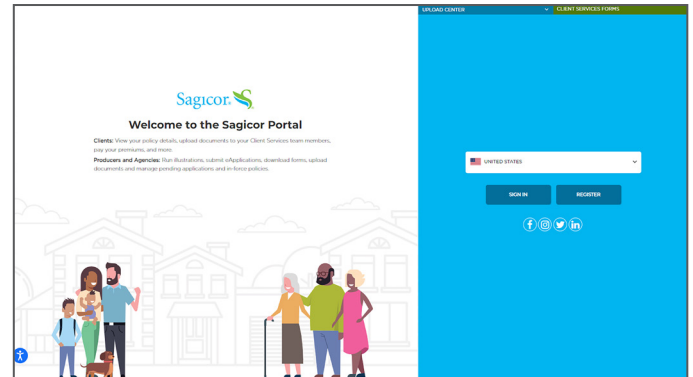 UPLOAD CENTER
CLIENT SERVICES FORMS
Sagicor
Welcome to the Sagicor Portal
Clients: View your policy details, upload documents to your Client Services team members,
pay your premiums, and more.
Producers and Agencies: Run illustrations, submit eApplications, download forms, upload
documents and manage pending applications and in-force policies.
UNITED STATES
SIGN IN
REGISTER